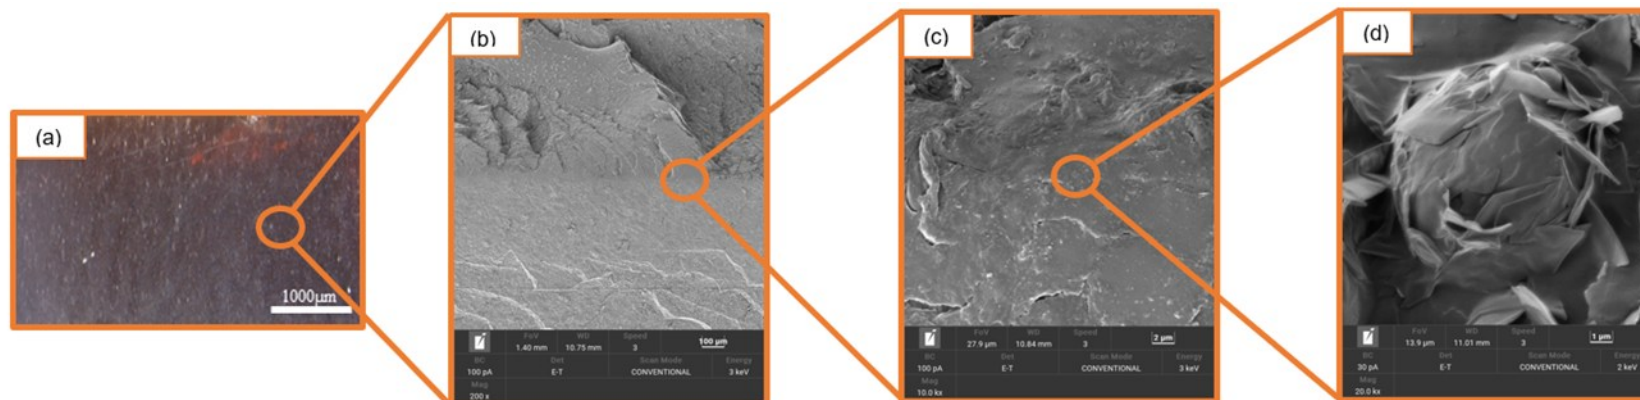 (a)
1000μm
(b)
FoV WD Speed
1.40 mm 10.75 mm 3 100 μm
BC Det Scan Mode Energy
100 pA E-T CONVENTIONAL 3 keV
Mag
200 x
(c)
FoV WD Speed
27.9 μm 10.84 mm 3 2 μm
BC Det Scan Mode Energy
100 pA E-T CONVENTIONAL 3 keV
Mag
10.0 kx
(d)
FoV WD Speed
13.9 μm 11.01 mm 3 1 μm
BC Det Scan Mode Energy
30 pA E-T CONVENTIONAL 2 keV
Mag
20.0 kx